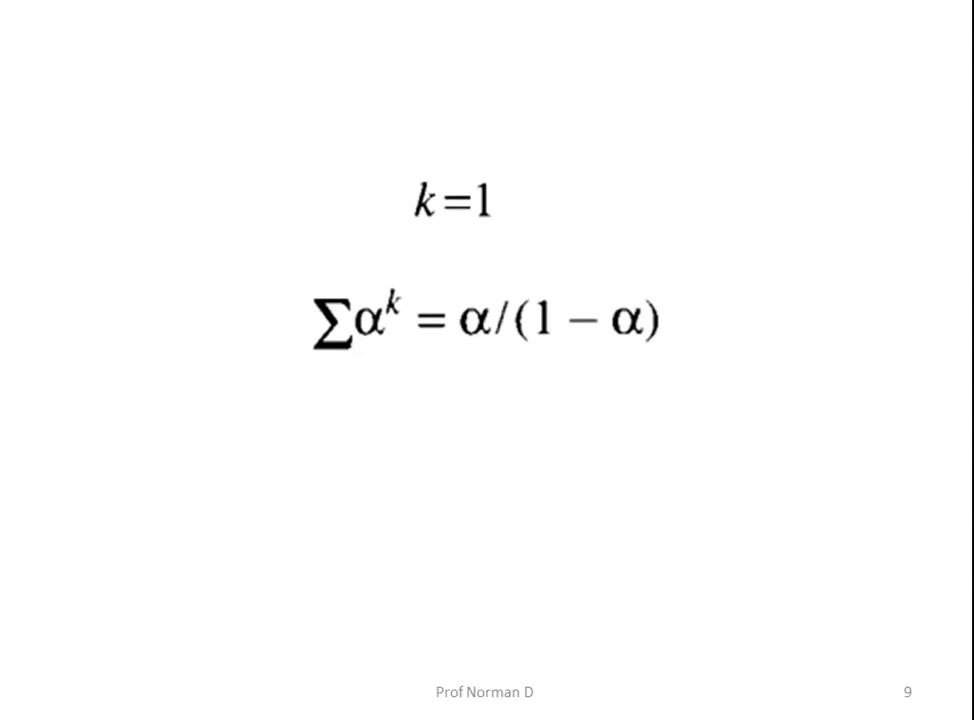 k=1
∑αᵏ = α/(1 – α)
Prof Norman D
9